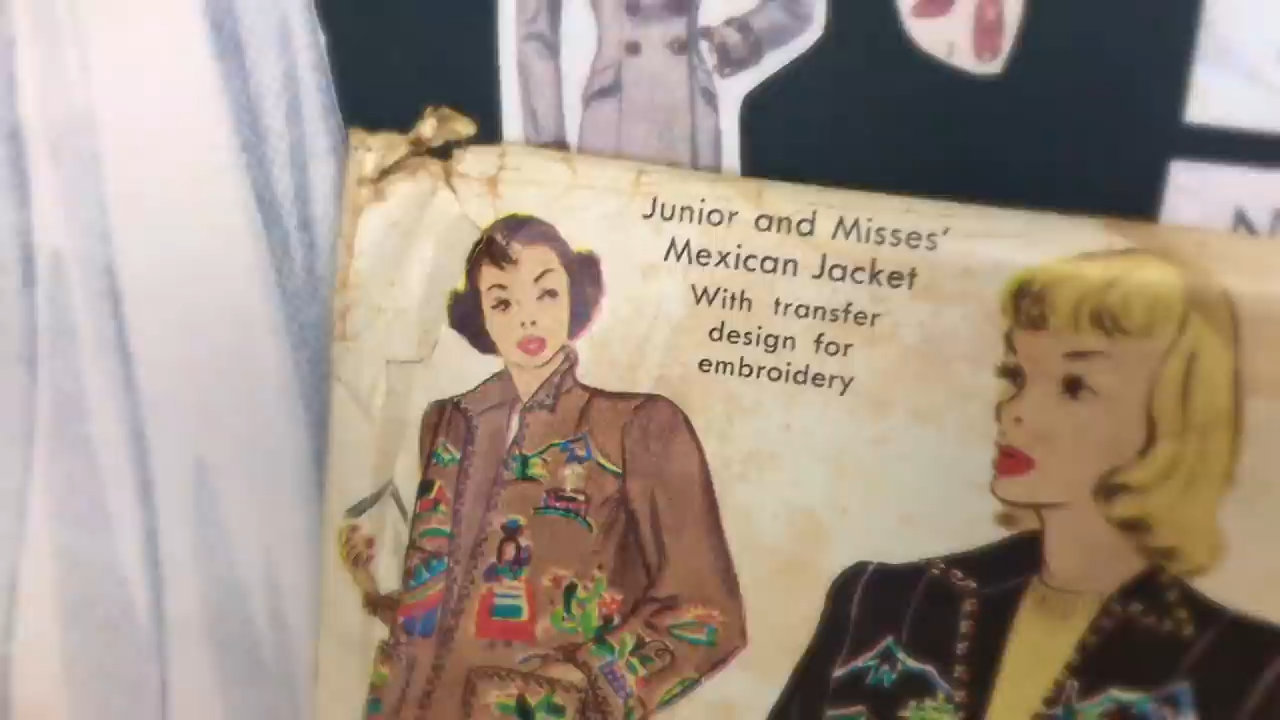 Junior and Misses'
Mexican Jacket
With transfer
design for
embroidery